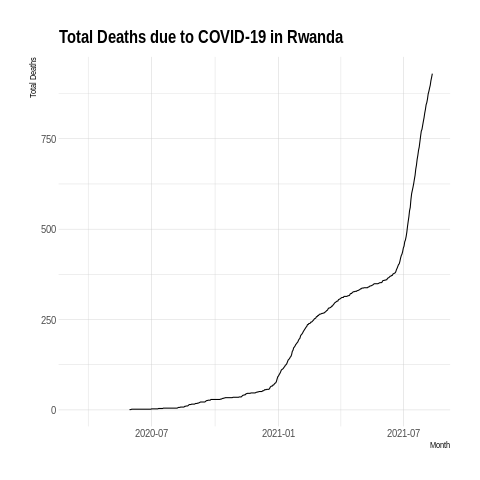 Total Deaths due to COVID-19 in Rwanda
Total Deaths
750
500
250
0
2020-07
2021-01
2021-07
Month